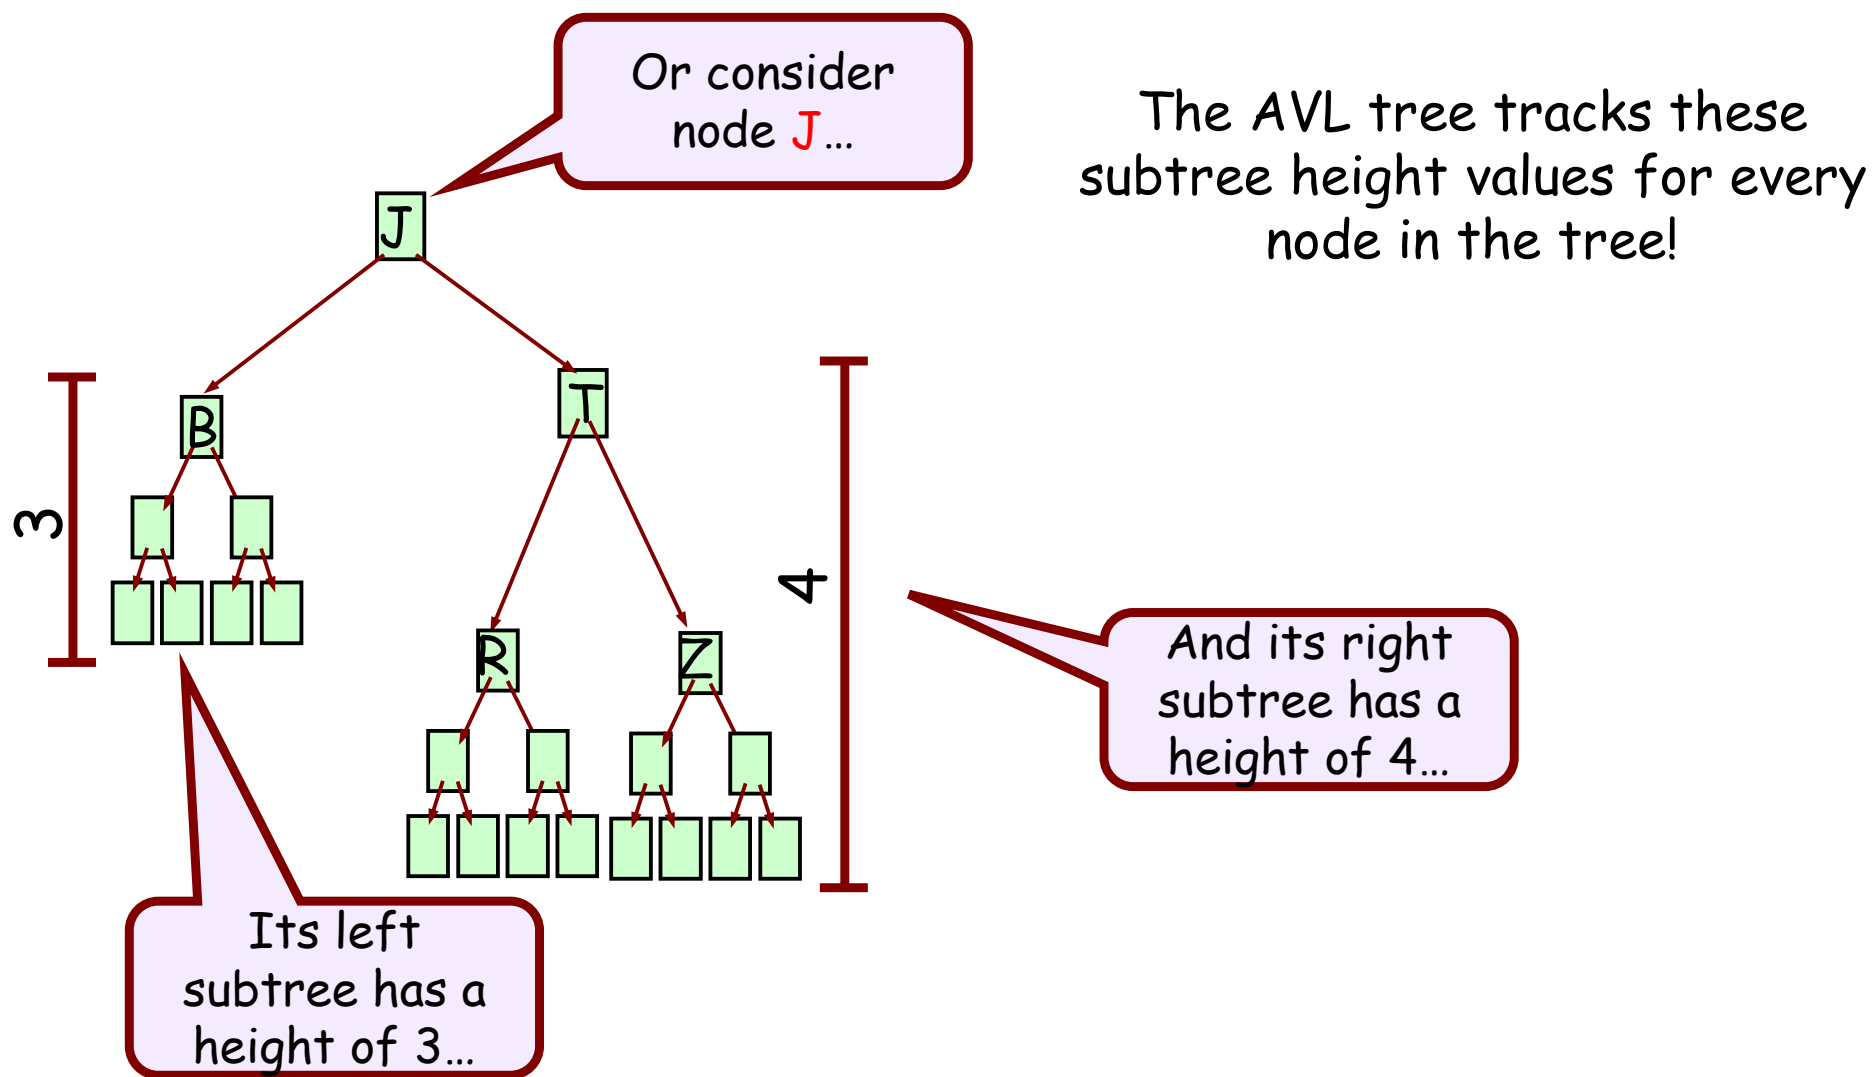 Or consider
node J...
The AVL tree tracks these
subtree height values for every
node in the tree!
J
B
T
3
4
R
Z
And its right
subtree has a
height of 4...
Its left
subtree has a
height of 3...